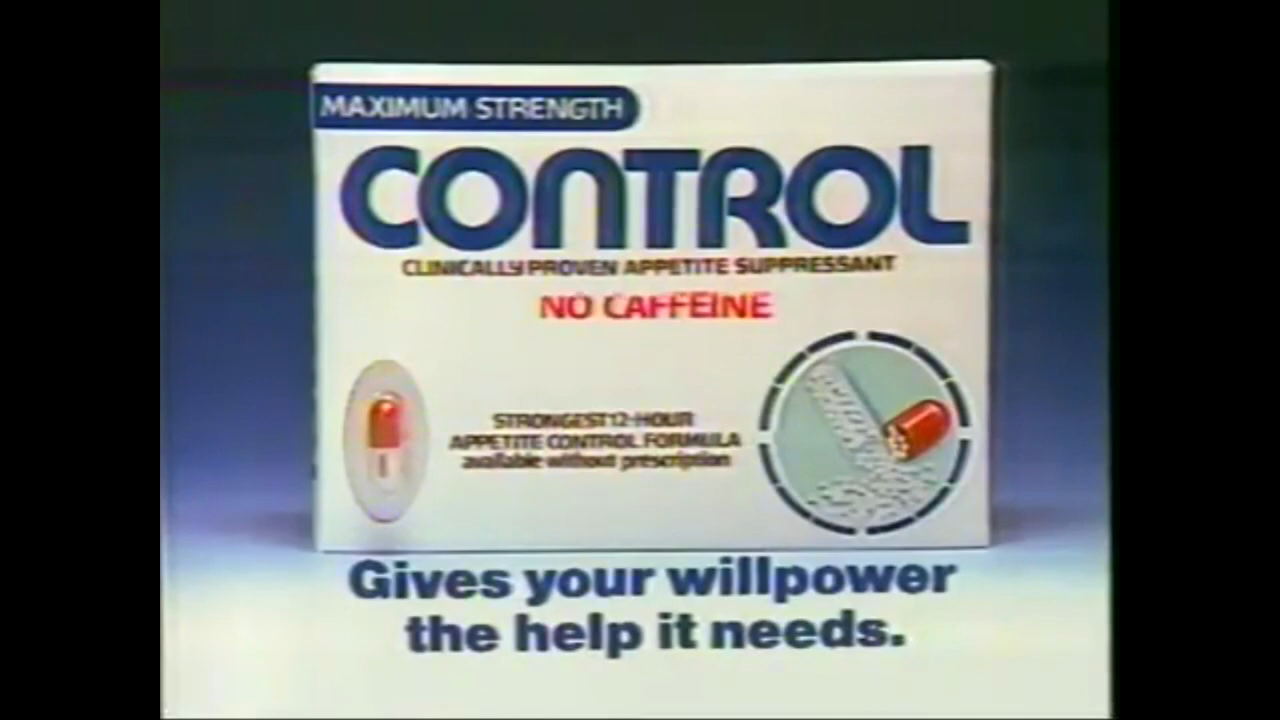 MAXIMUM STRENGTH
CONTROL
CLINICALLY PROVEN APPETITE SUPPRESSANT
NO CAFFEINE
STRONGEST 12-HOUR
APPETITE CONTROL FORMULA
available without prescription
Gives your willpower
the help it needs.